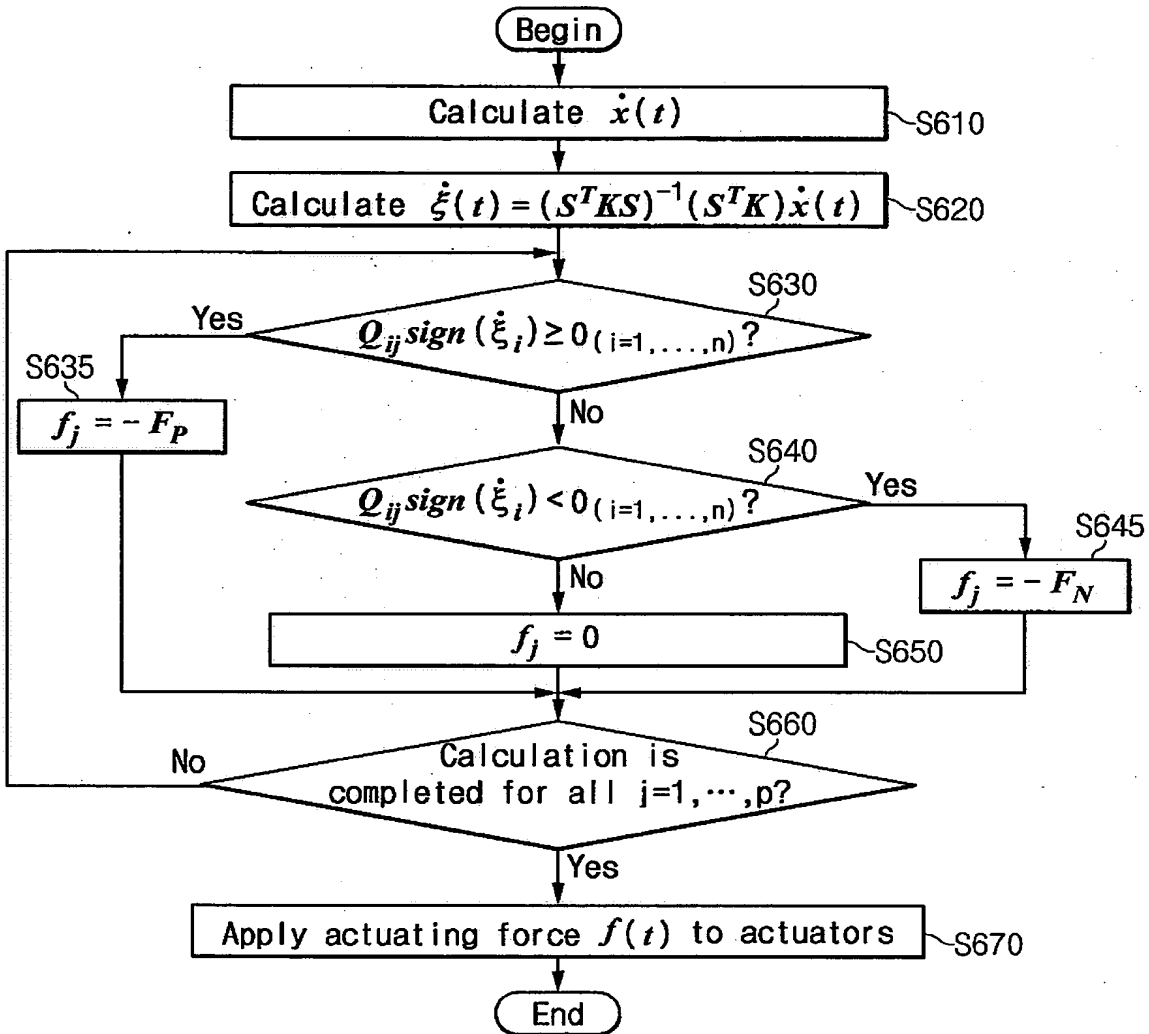 Begin
Calculate ẋ(t)
S610
Calculate ξ̇(t) = (SᵀKS)⁻¹(SᵀK)ẋ(t)
S620
S630
Yes
Q_ij sign(ξ̇_i) ≥ 0 (i=1,...,n)?
S635
f_j = - F_P
No
S640
Q_ij sign(ξ̇_i) < 0 (i=1,...,n)?
Yes
S645
f_j = - F_N
No
f_j = 0
S650
S660
No
Calculation is
completed for all j=1,⋯,p?
Yes
Apply actuating force f(t) to actuators
S670
End